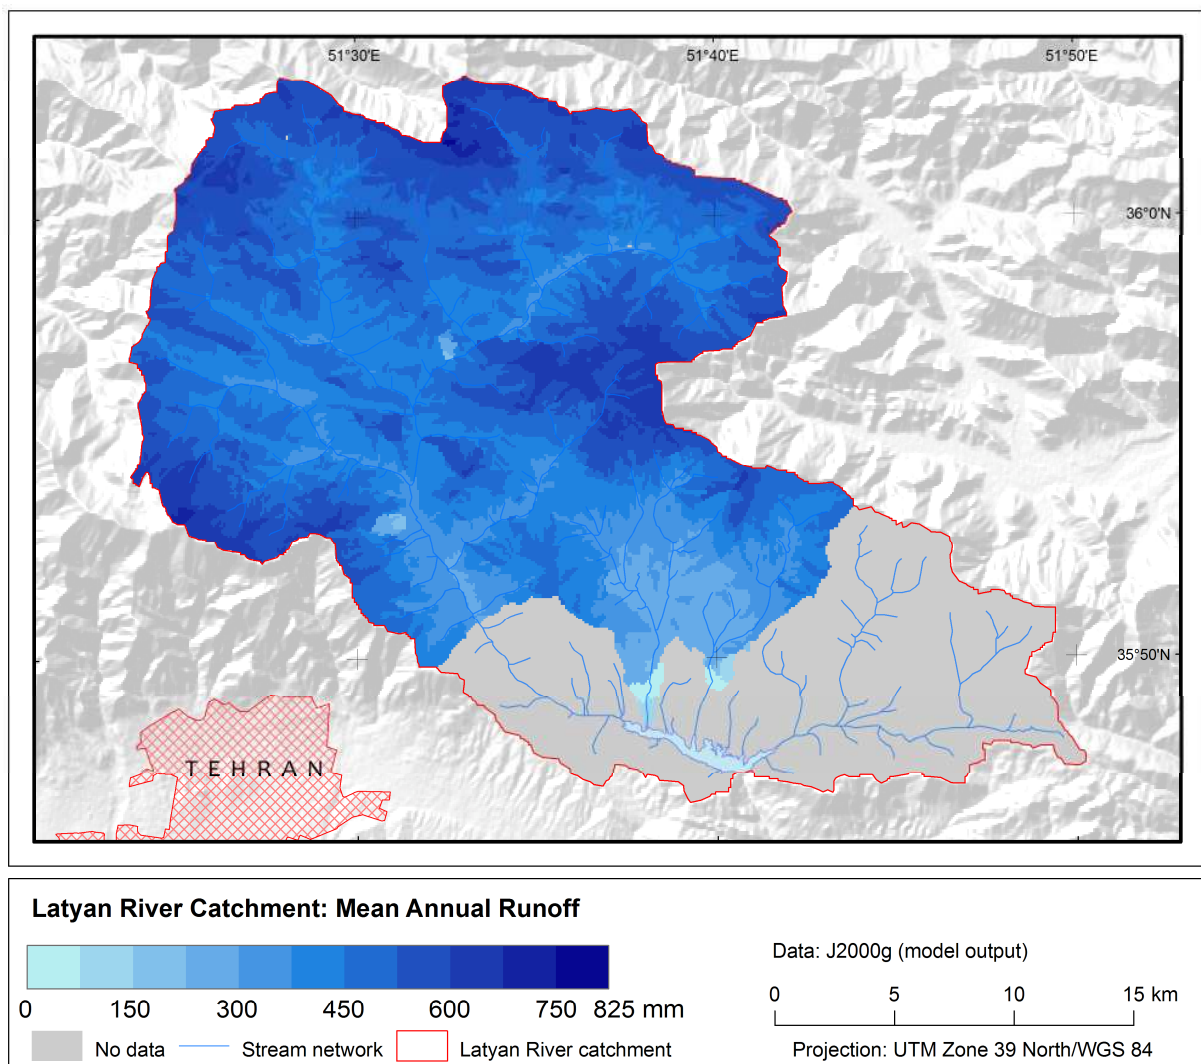 51°30'E 51°40'E 51°50'E
36°0'N
35°50'N
TEHRAN
Latyan River Catchment: Mean Annual Runoff
Data: J2000g (model output)
0 150 300 450 600 750 825 mm
0 5 10 15 km
No data Stream network Latyan River catchment
Projection: UTM Zone 39 North/WGS 84